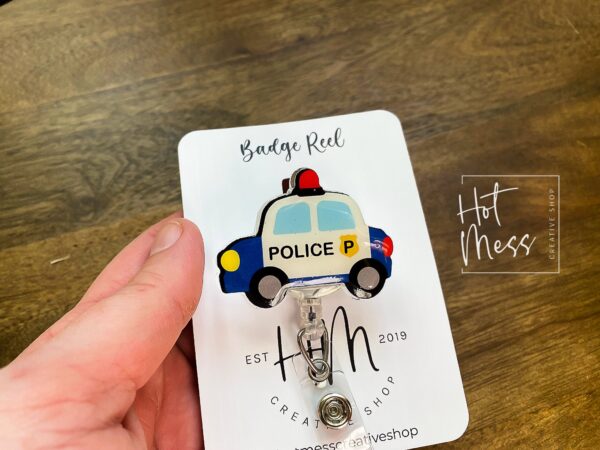 Badge Reel
POLICE P
EST HM 2019
CREATIVE SHOP
messcreativeshop
Hot
Mess
CREATIVE SHOP